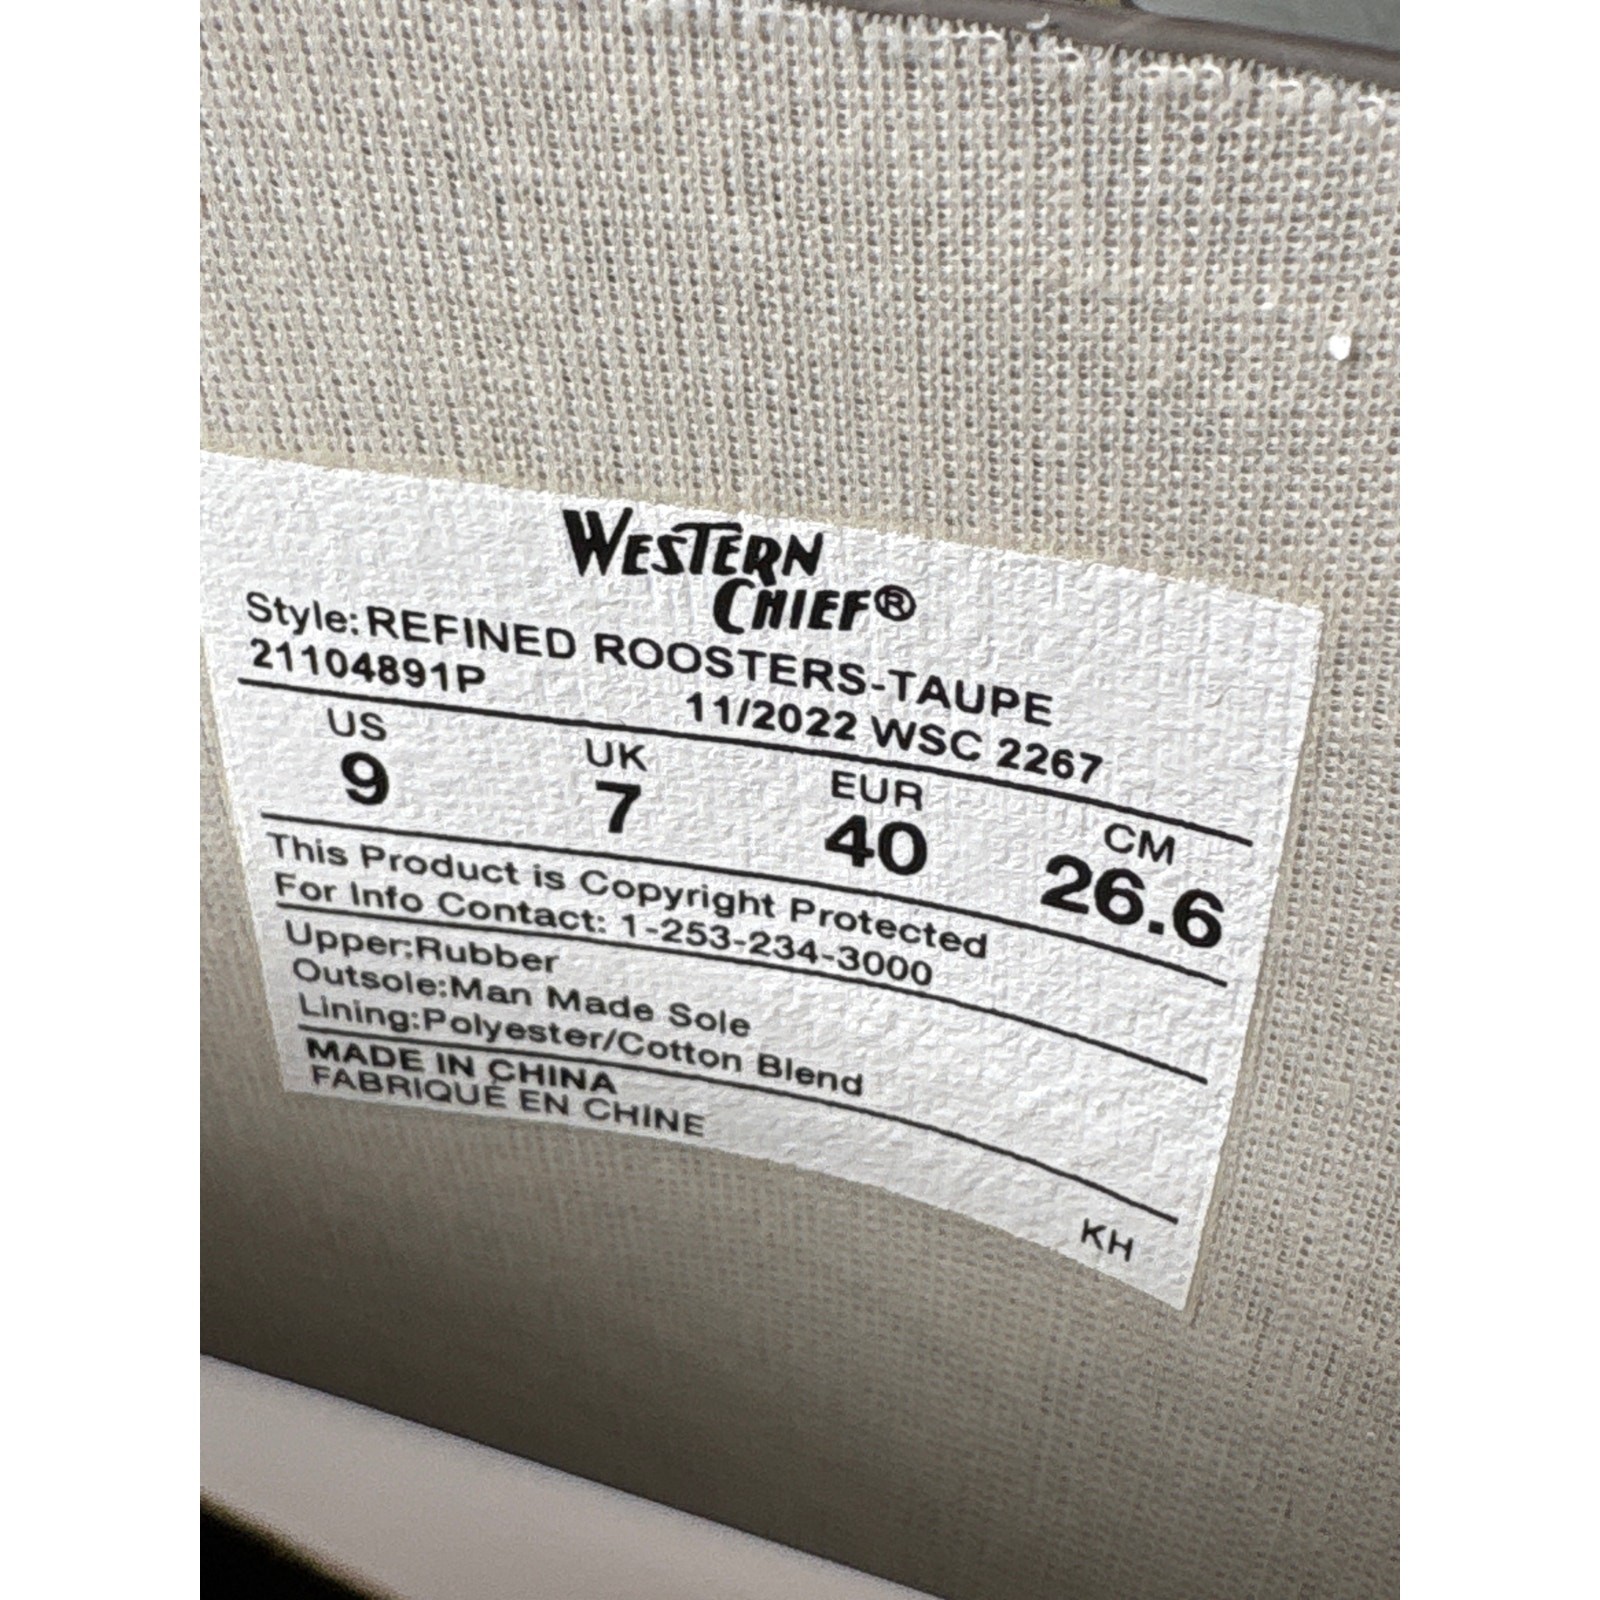 WESTERN
CHIEF®
Style:REFINED ROOSTERS-TAUPE
21104891P 11/2022 WSC 2267
US UK EUR CM
9 7 40 26.6
This Product is Copyright Protected
For Info Contact: 1-253-234-3000
Upper:Rubber
Outsole:Man Made Sole
Lining:Polyester/Cotton Blend
MADE IN CHINA
FABRIQUÉ EN CHINE
KH